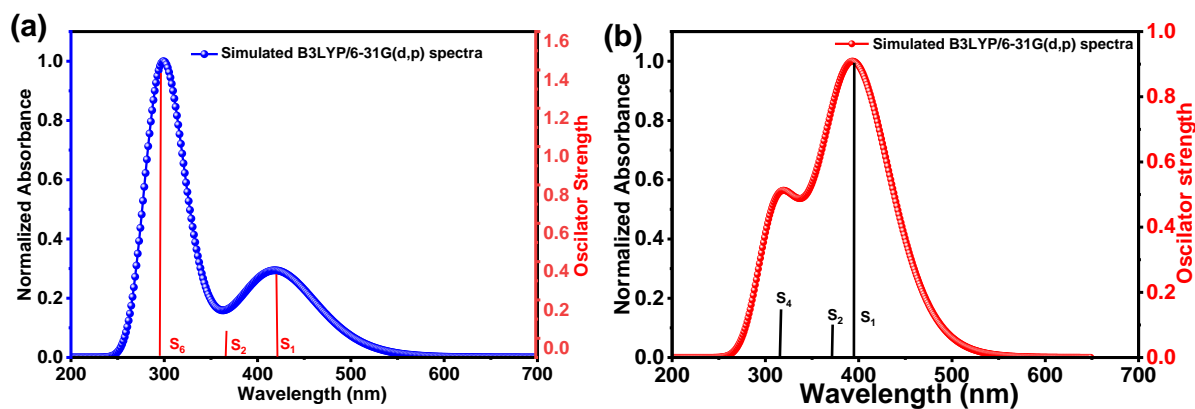 (a)
Simulated B3LYP/6-31G(d,p) spectra
Normalized Absorbance
1.0
0.8
0.6
0.4
0.2
0.0
S6
S2
S1
200 300 400 500 600 700
Wavelength (nm)
1.6
1.4
1.2
1.0
0.8
0.6
0.4
0.2
0.0
Oscilator Strength
(b)
Simulated B3LYP/6-31G(d,p) spectra
Normalized Absorbance
1.0
0.8
0.6
0.4
0.2
0.0
S4
S2
S1
200 300 400 500 600 700
Wavelength (nm)
1.0
0.8
0.6
0.4
0.2
0.0
Oscilator strength